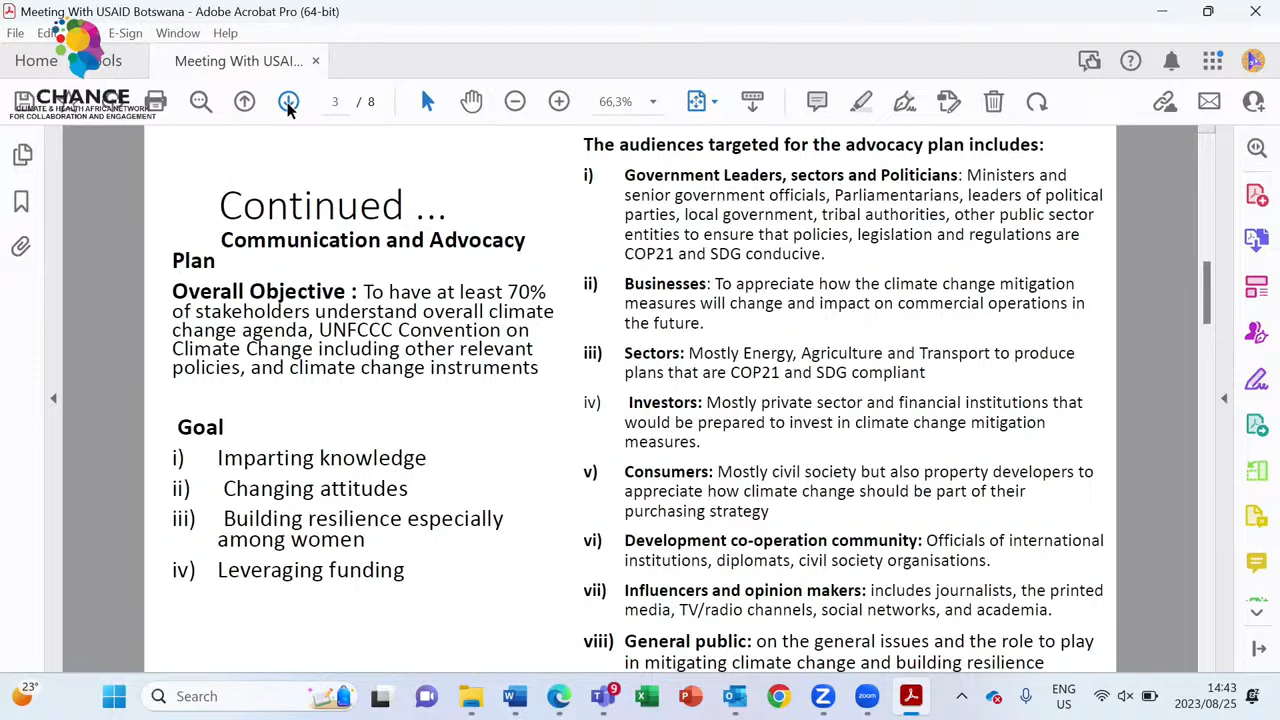 Meeting With USAID Botswana - Adobe Acrobat Pro (64-bit)
File E-Sign Window Help
Home Meeting With USAI... ×
CHANCE
CLIMATE & HEALTH AFRICA NETWORK
FOR COLLABORATION AND ENGAGEMENT
3 / 8 66,3%
Continued ...
Communication and Advocacy
Plan
Overall Objective : To have at least 70%
of stakeholders understand overall climate
change agenda, UNFCCC Convention on
Climate Change including other relevant
policies, and climate change instruments
Goal
i) Imparting knowledge
ii) Changing attitudes
iii) Building resilience especially
among women
iv) Leveraging funding
The audiences targeted for the advocacy plan includes:
i) Government Leaders, sectors and Politicians: Ministers and
senior government officials, Parliamentarians, leaders of political
parties, local government, tribal authorities, other public sector
entities to ensure that policies, legislation and regulations are
COP21 and SDG conducive.
ii) Businesses: To appreciate how the climate change mitigation
measures will change and impact on commercial operations in
the future.
iii) Sectors: Mostly Energy, Agriculture and Transport to produce
plans that are COP21 and SDG compliant
iv) Investors: Mostly private sector and financial institutions that
would be prepared to invest in climate change mitigation
measures.
v) Consumers: Mostly civil society but also property developers to
appreciate how climate change should be part of their
purchasing strategy
vi) Development co-operation community: Officials of international
institutions, diplomats, civil society organisations.
vii) Influencers and opinion makers: includes journalists, the printed
media, TV/radio channels, social networks, and academia.
viii) General public: on the general issues and the role to play
in mitigating climate change and building resilience
23°
Search
9
zoom
ENG
US
14:43
2023/08/25